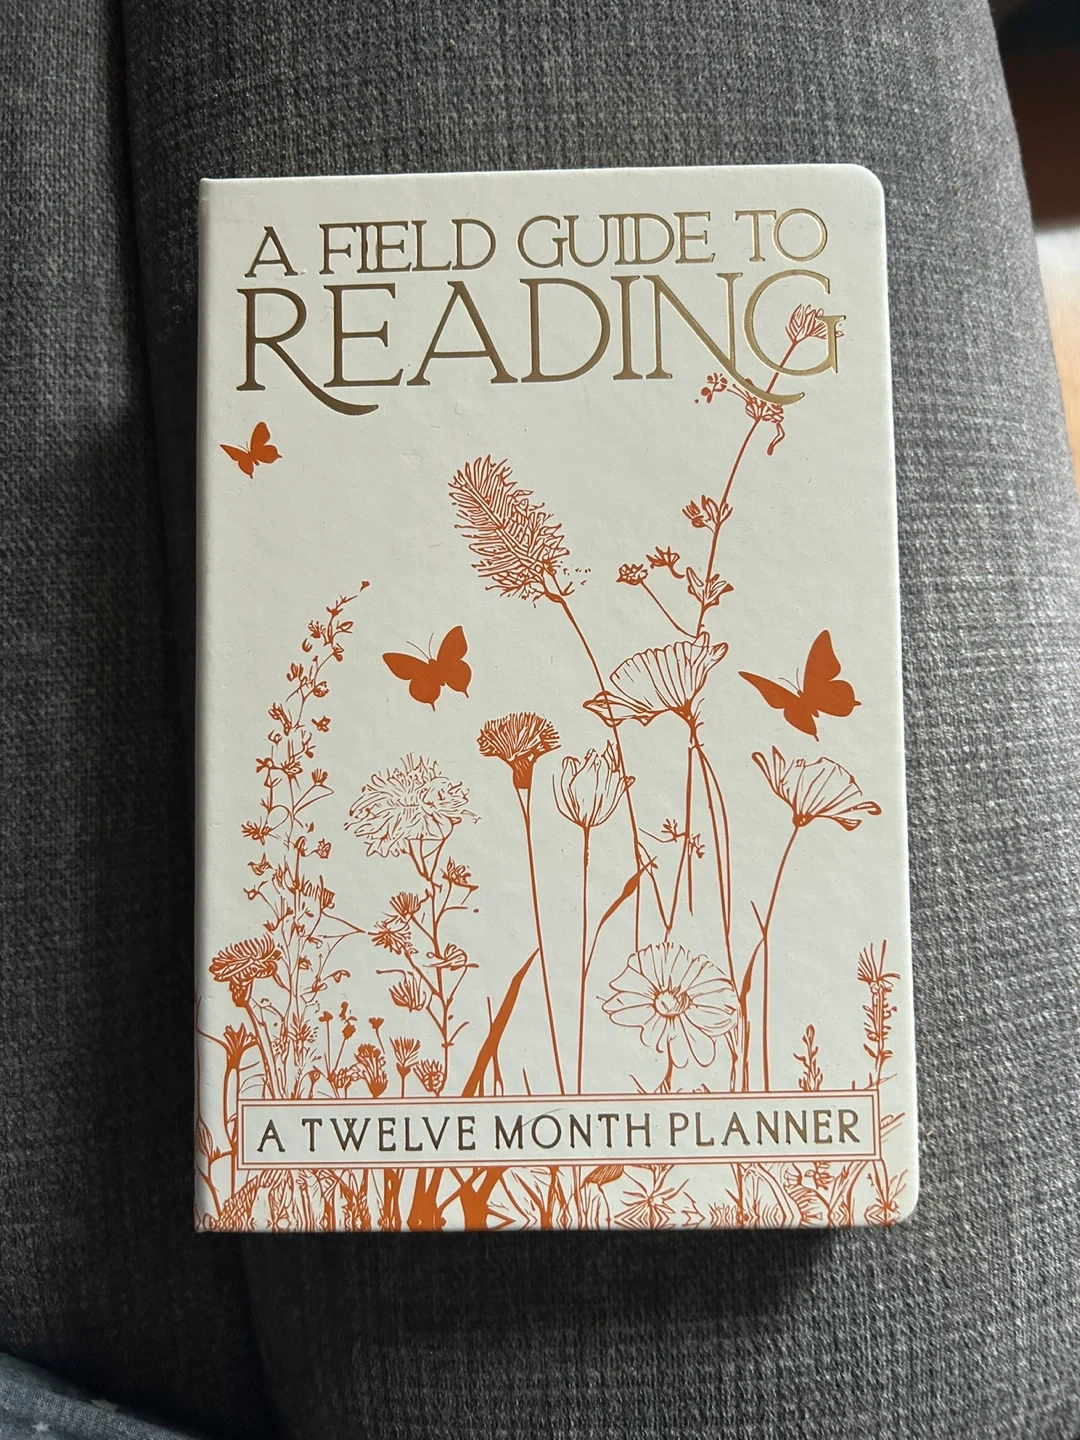 A FIELD GUIDE TO
READING
A TWELVE MONTH PLANNER